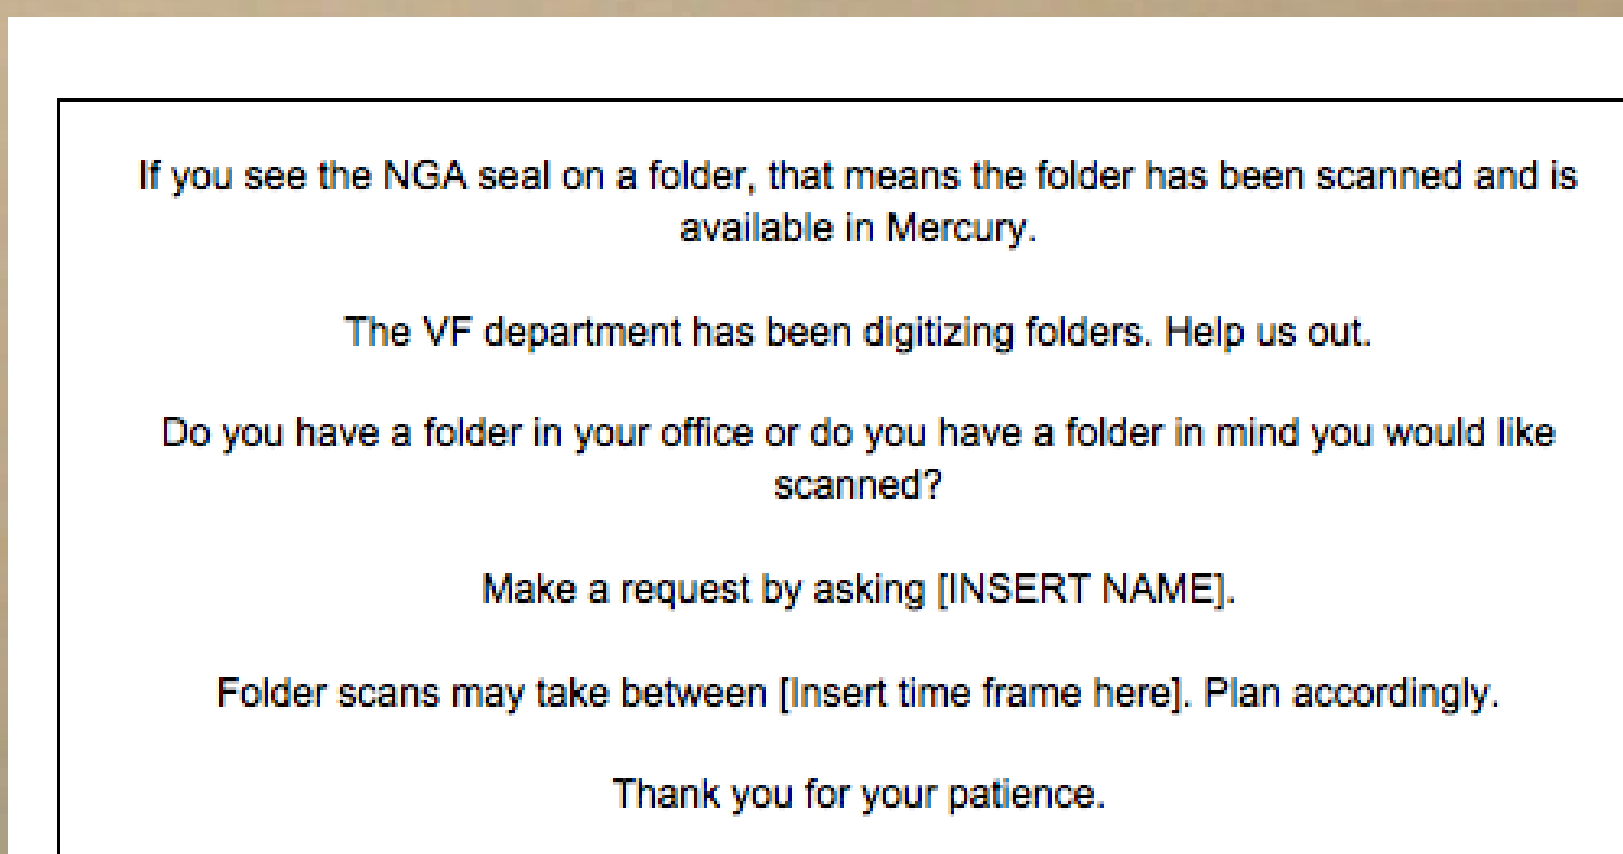 If you see the NGA seal on a folder, that means the folder has been scanned and is
available in Mercury.
The VF department has been digitizing folders. Help us out.
Do you have a folder in your office or do you have a folder in mind you would like
scanned?
Make a request by asking [INSERT NAME].
Folder scans may take between [Insert time frame here]. Plan accordingly.
Thank you for your patience.